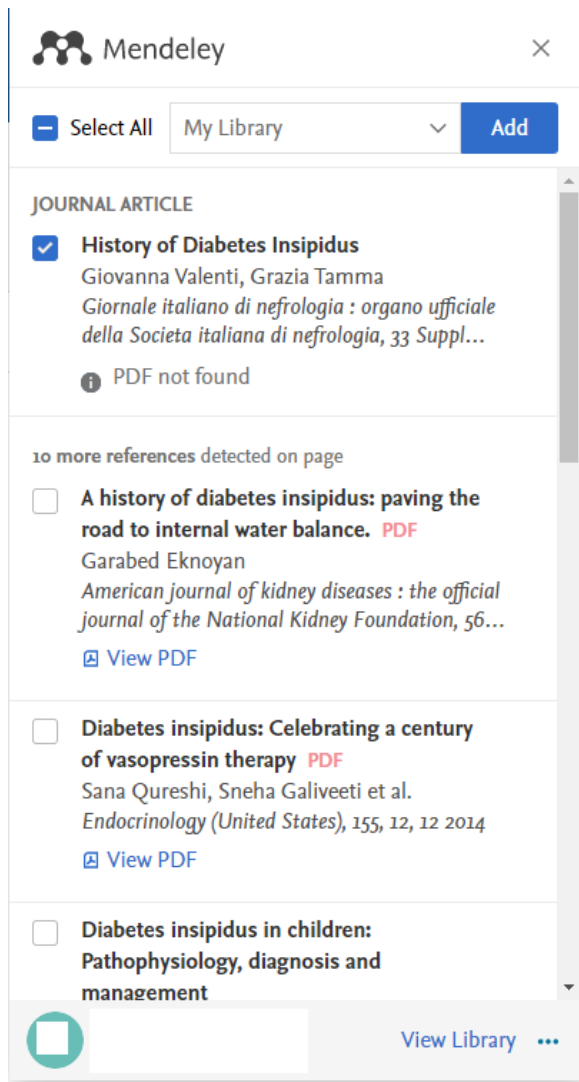 Mendeley
Select All My Library Add
JOURNAL ARTICLE
History of Diabetes Insipidus
Giovanna Valenti, Grazia Tamma
Giornale italiano di nefrologia : organo ufficiale
della Societa italiana di nefrologia, 33 Suppl...
PDF not found
10 more references detected on page
A history of diabetes insipidus: paving the
road to internal water balance. PDF
Garabed Eknoyan
American journal of kidney diseases : the official
journal of the National Kidney Foundation, 56...
View PDF
Diabetes insipidus: Celebrating a century
of vasopressin therapy PDF
Sana Qureshi, Sneha Galiveeti et al.
Endocrinology (United States), 155, 12, 12 2014
View PDF
Diabetes insipidus in children:
Pathophysiology, diagnosis and
management
View Library